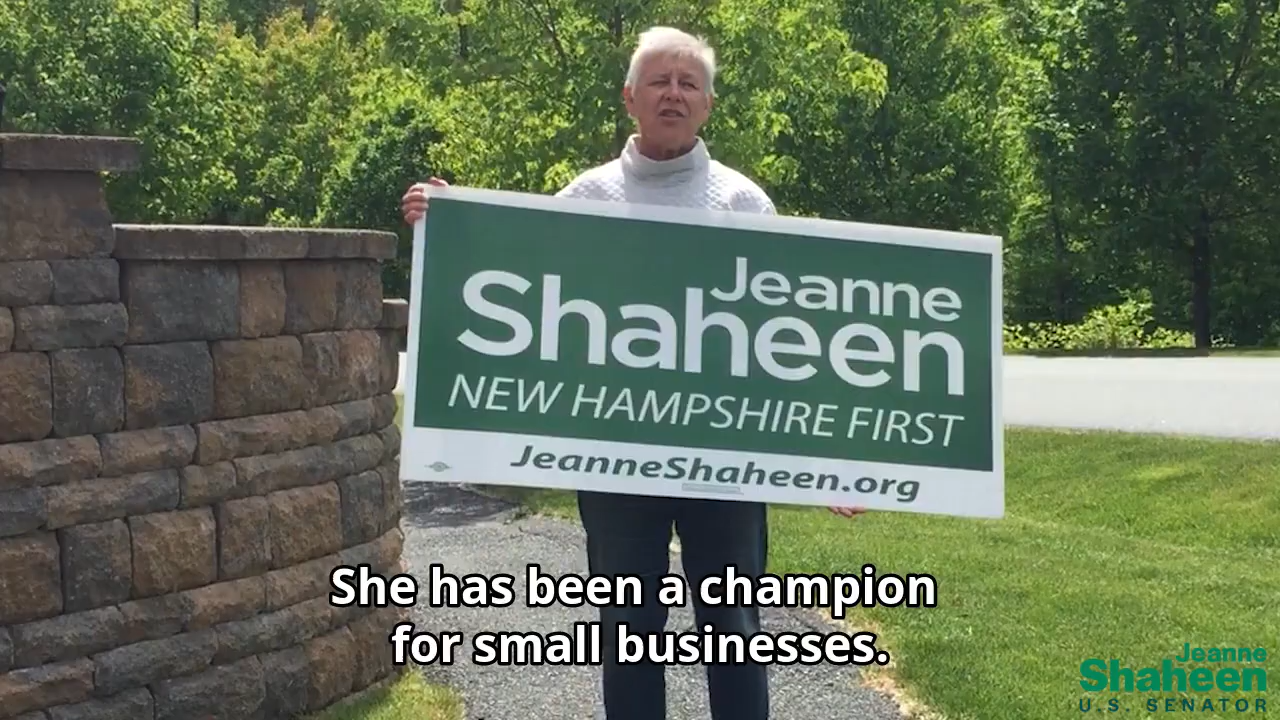 Jeanne
Shaheen
NEW HAMPSHIRE FIRST
JeanneShaheen.org
She has been a champion
for small businesses.
Jeanne
Shaheen
U.S. SENATOR